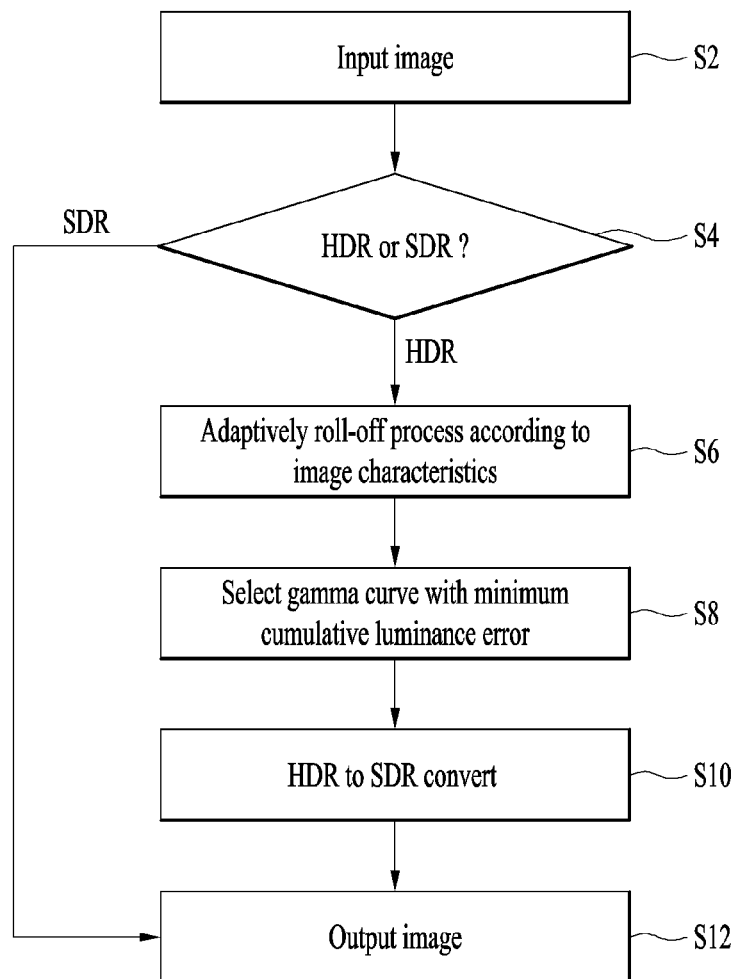 Input image
S2
SDR
HDR or SDR ?
S4
HDR
Adaptively roll-off process according to
image characteristics
S6
Select gamma curve with minimum
cumulative luminance error
S8
HDR to SDR convert
S10
Output image
S12